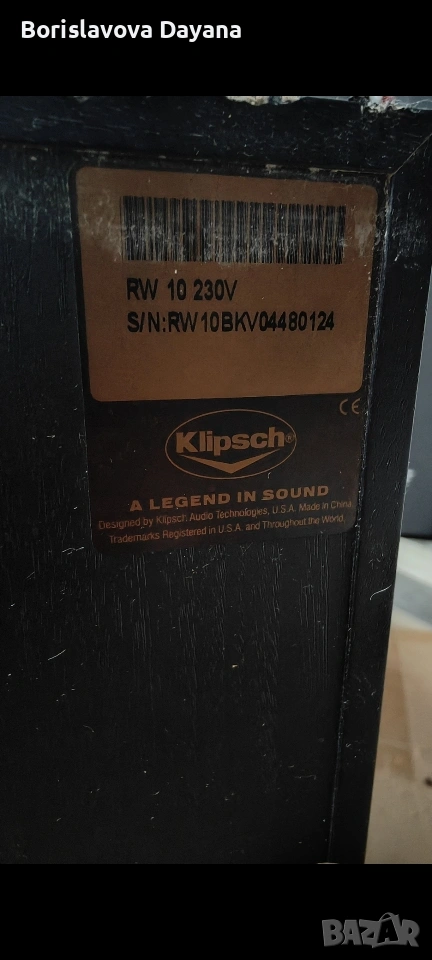 Borislavova Dayana
RW 10 230V
S/N:RW10BKV04480124
CE
Klipsch®
A LEGEND IN SOUND
Designed by Klipsch Audio Technologies, U.S.A. Made in China.
Trademarks Registered in U.S.A. and Throughout the World.
BAZAR